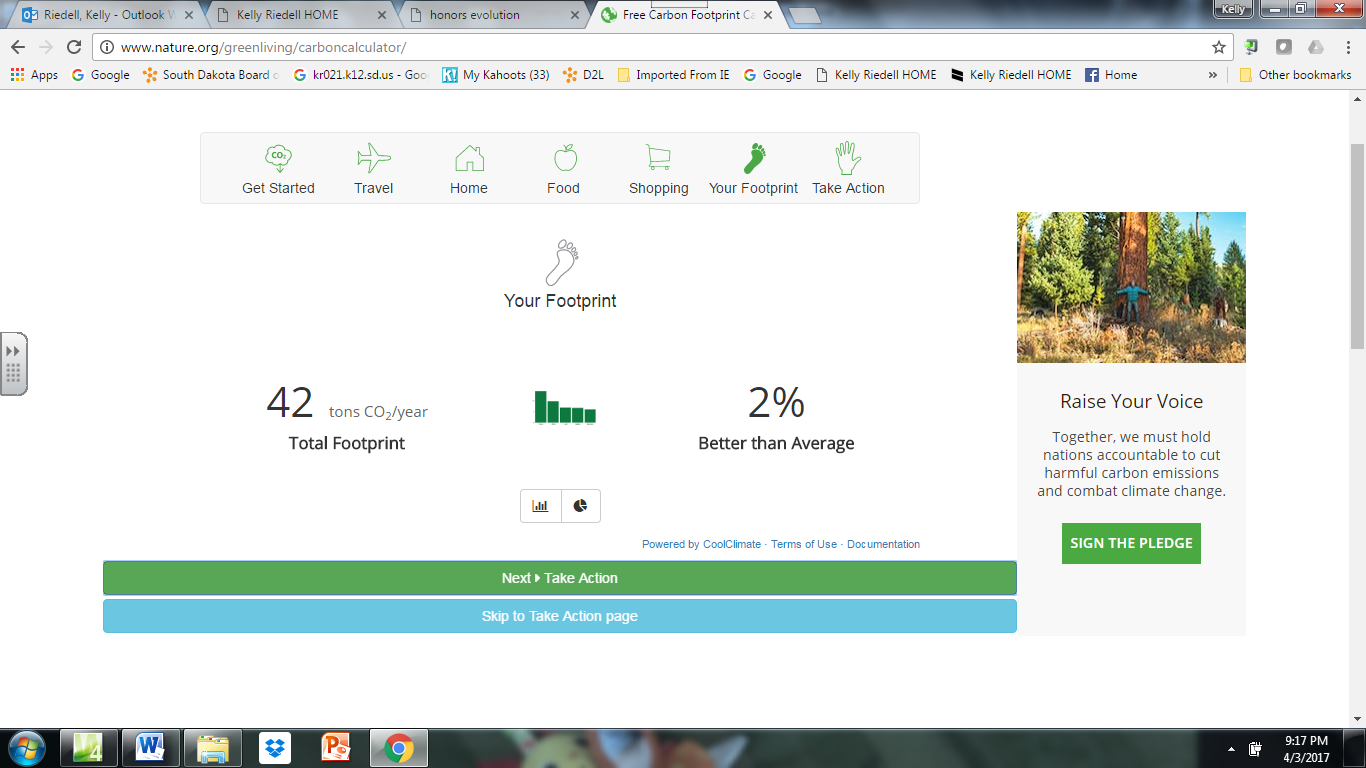 Riedell, Kelly - Outlook W
Kelly Riedell HOME
honors evolution
Free Carbon Footprint Ca
Kelly
www.nature.org/greenliving/carboncalculator/
Apps
Google
South Dakota Board o
kr021.k12.sd.us - Goo
K!
My Kahoots (33)
D2L
Imported From IE
Google
Kelly Riedell HOME
Kelly Riedell HOME
Home
»
Other bookmarks
CO2
Get Started
Travel
Home
Food
Shopping
Your Footprint
Take Action
Your Footprint
42 tons CO₂/year
Total Footprint
2%
Better than Average
Powered by CoolClimate · Terms of Use · Documentation
Next Take Action
Skip to Take Action page
Raise Your Voice
Together, we must hold
nations accountable to cut
harmful carbon emissions
and combat climate change.
SIGN THE PLEDGE
9:17 PM
4/3/2017